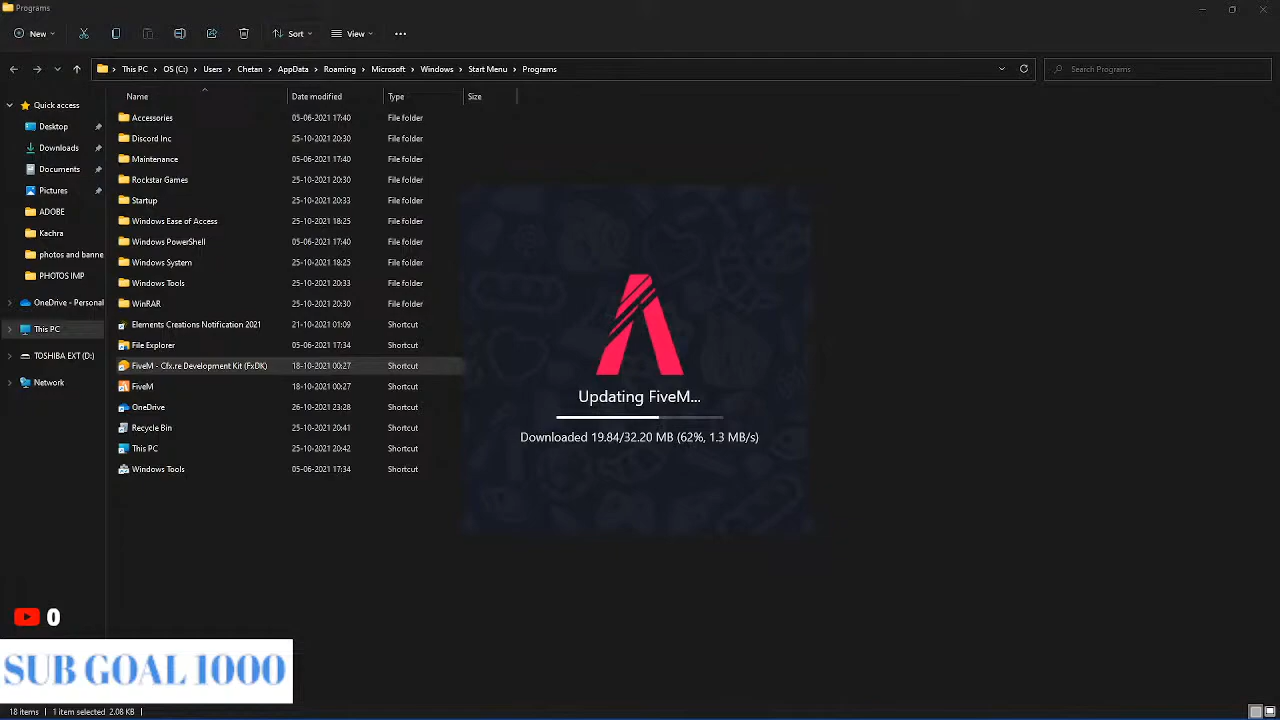 Programs
New
Sort
View
This PC
OS (C:)
Users
Chetan
AppData
Roaming
Microsoft
Windows
Start Menu
Programs
Search Programs
Name
Date modified
Type
Size
Quick access
Desktop
Downloads
Documents
Pictures
ADOBE
Kachra
photos and banne
PHOTOS IMP
OneDrive - Personal
This PC
TOSHIBA EXT (D:)
Network
Accessories 05-06-2021 17:40 File folder
Discord Inc 25-10-2021 20:30 File folder
Maintenance 05-06-2021 17:40 File folder
Rockstar Games 25-10-2021 20:30 File folder
Startup 25-10-2021 20:33 File folder
Windows Ease of Access 25-10-2021 18:25 File folder
Windows PowerShell 05-06-2021 17:40 File folder
Windows System 25-10-2021 18:25 File folder
Windows Tools 25-10-2021 20:33 File folder
WinRAR 25-10-2021 20:30 File folder
Elements Creations Notification 2021 21-10-2021 01:09 Shortcut
File Explorer 05-06-2021 17:34 Shortcut
FiveM - Cfx.re Development Kit (FxDK) 18-10-2021 00:27 Shortcut
FiveM 18-10-2021 00:27 Shortcut
OneDrive 26-10-2021 23:28 Shortcut
Recycle Bin 25-10-2021 20:41 Shortcut
This PC 25-10-2021 20:42 Shortcut
Windows Tools 05-06-2021 17:34 Shortcut
Updating FiveM...
Downloaded 19.84/32.20 MB (62%, 1.3 MB/s)
0
SUB GOAL 1000
18 items
1 item selected 2.08 KB